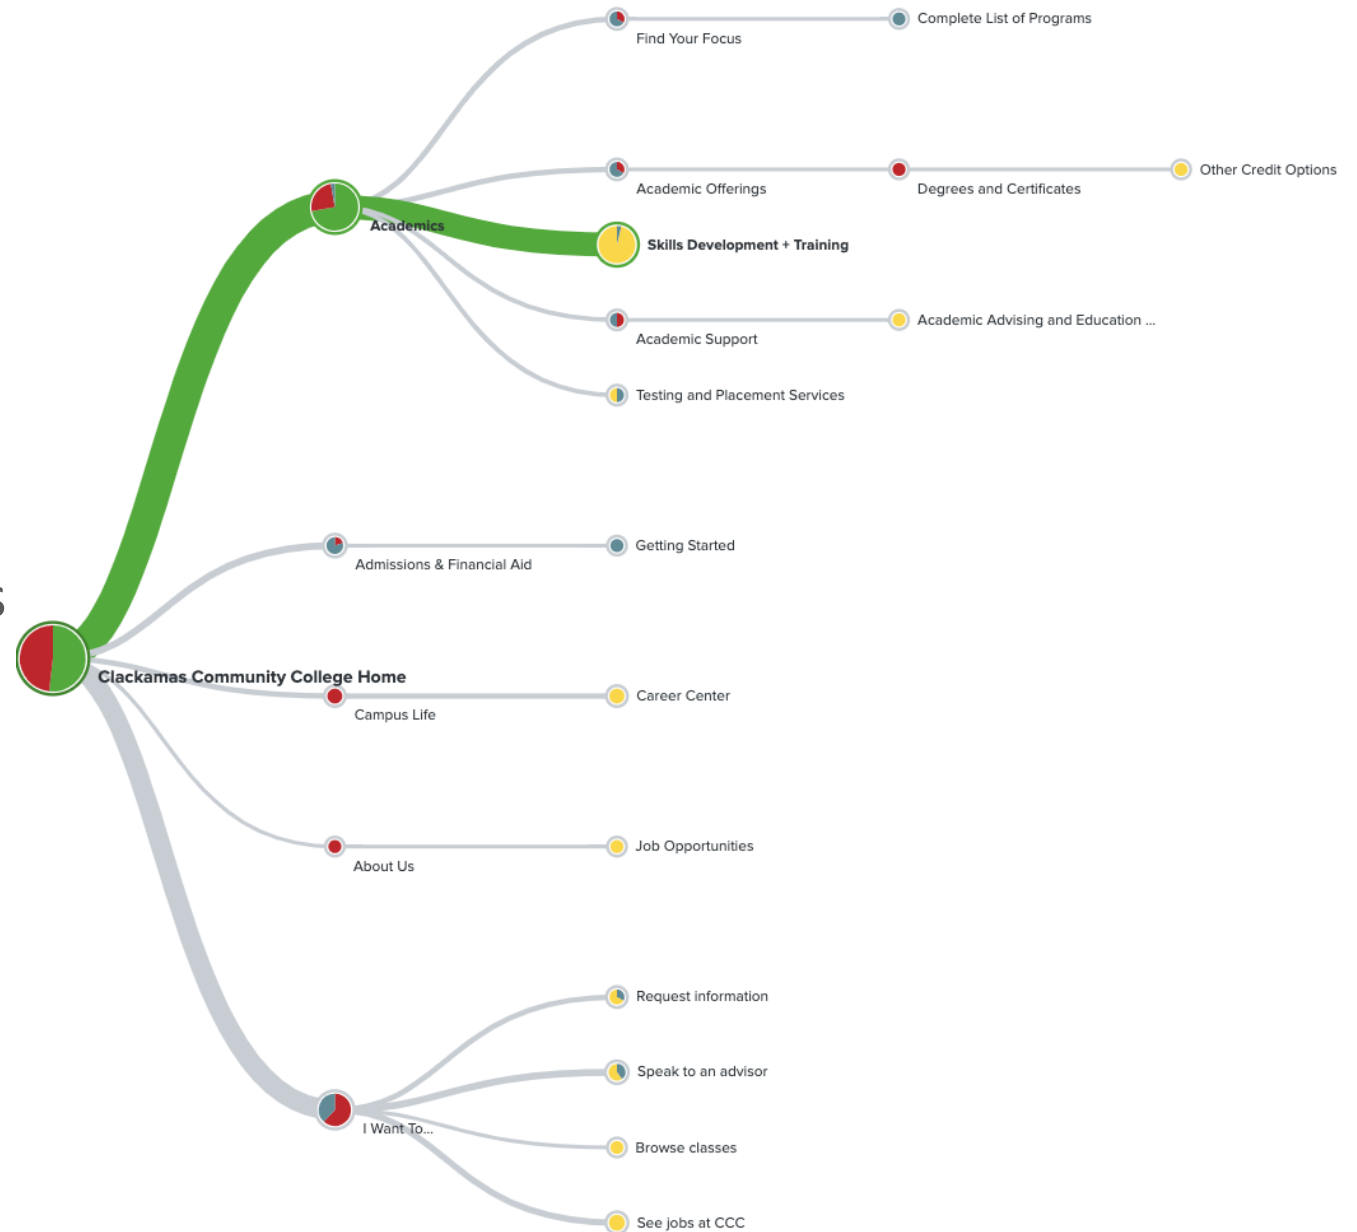 Complete List of Programs
Find Your Focus
Other Credit Options
Academic Offerings
Degrees and Certificates
Academics
Skills Development + Training
Academic Advising and Education ...
Academic Support
Testing and Placement Services
Getting Started
Admissions & Financial Aid
s
Clackamas Community College Home
Career Center
Campus Life
Job Opportunities
About Us
Request information
Speak to an advisor
I Want To...
Browse classes
See jobs at CCC